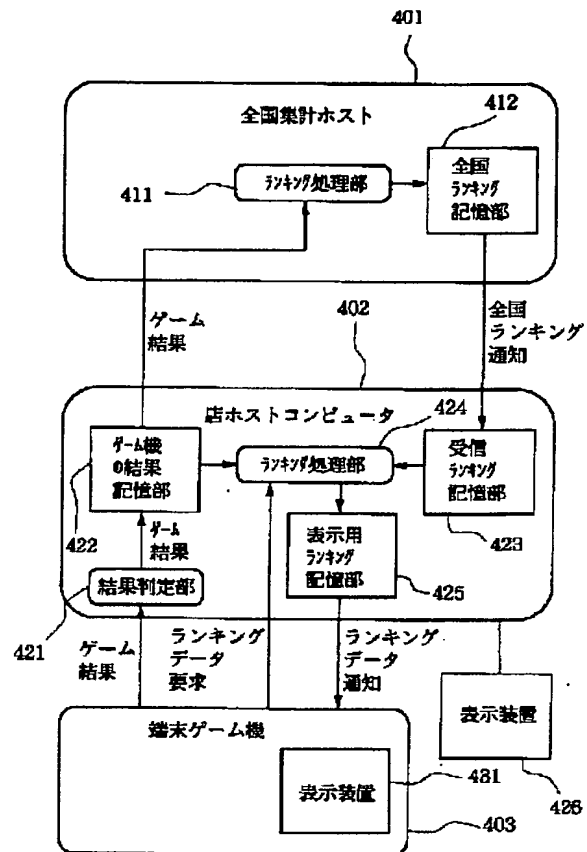 401
全国集計ホスト
412
ランキング処理部
411
全国
ランキング
記憶部
ゲーム
結果
402
全国
ランキング
通知
店ホストコンピュータ
424
ゲーム機
の結果
記憶部
ランキング処理部
受信
ランキング
記憶部
422
ゲーム
結果
表示用
ランキング
記憶部
423
425
結果判定部
421
ゲーム
結果
ランキング
データ
要求
ランキング
データ
通知
端末ゲーム機
表示装置
431
表示装置
403
426